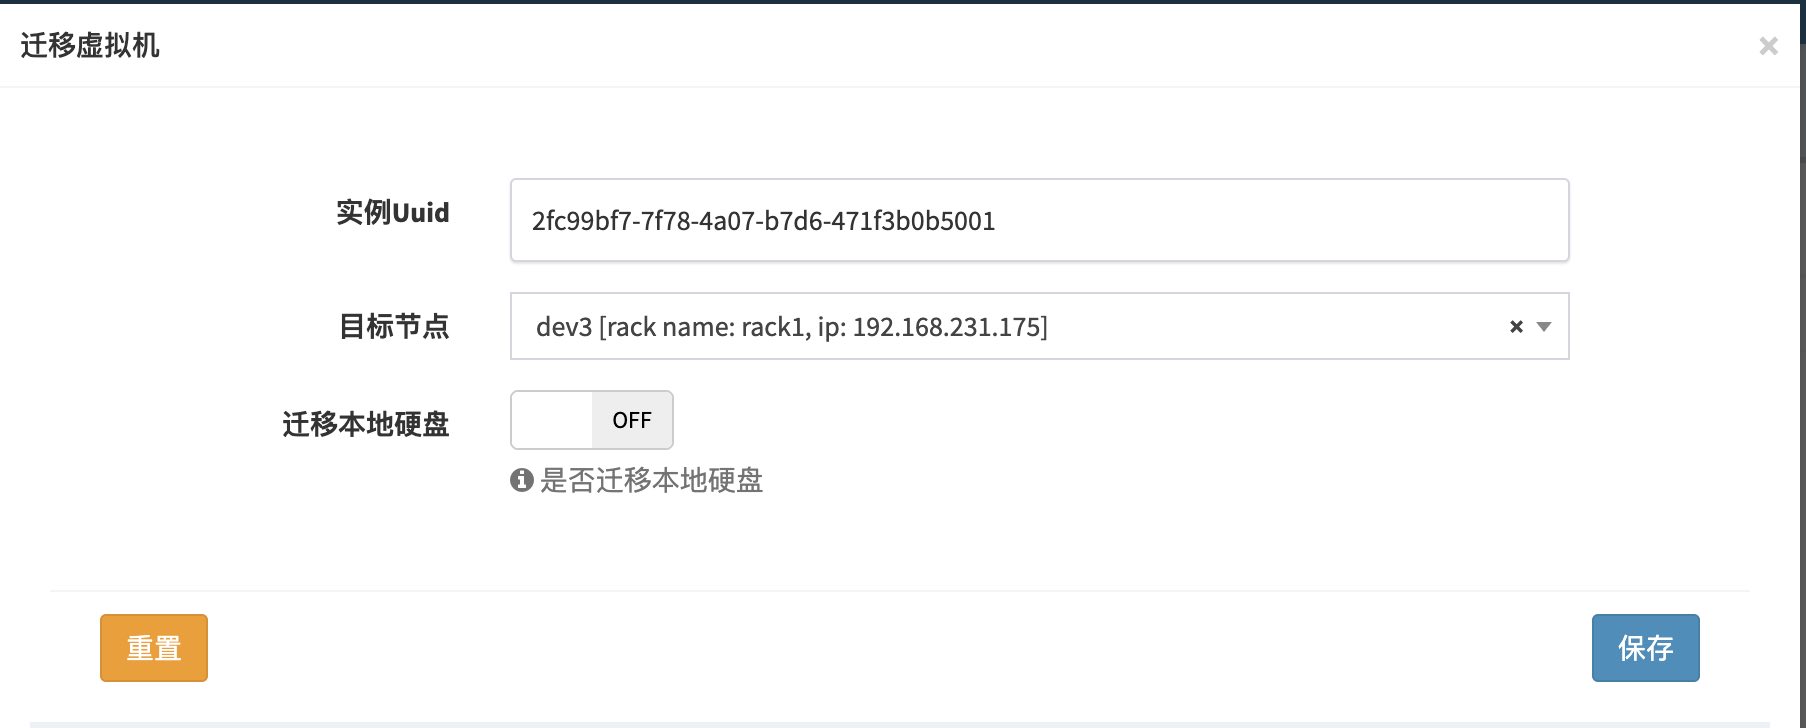 迁移虚拟机
×
实例Uuid
2fc99bf7-7f78-4a07-b7d6-471f3b0b5001
目标节点
dev3 [rack name: rack1, ip: 192.168.231.175]
×
迁移本地硬盘
OFF
是否迁移本地硬盘
重置
保存